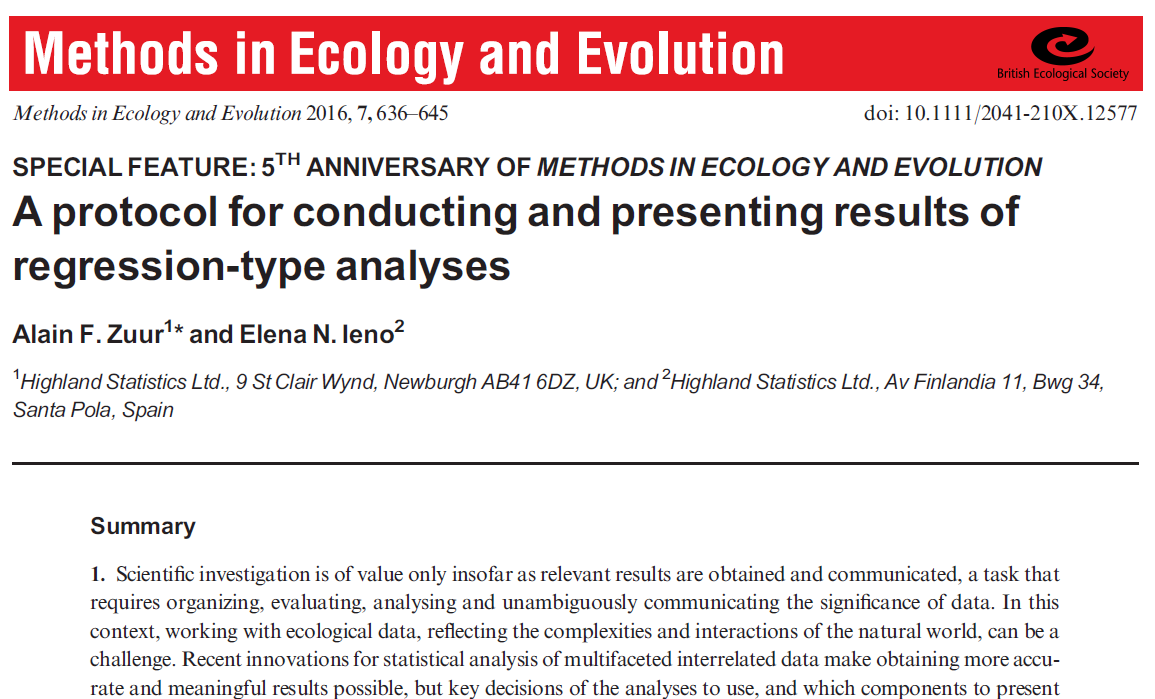 Methods in Ecology and Evolution
British Ecological Society
Methods in Ecology and Evolution 2016, 7, 636–645
doi: 10.1111/2041-210X.12577
SPECIAL FEATURE: 5TH ANNIVERSARY OF METHODS IN ECOLOGY AND EVOLUTION
A protocol for conducting and presenting results of
regression-type analyses
Alain F. Zuur1* and Elena N. Ieno2
1Highland Statistics Ltd., 9 St Clair Wynd, Newburgh AB41 6DZ, UK; and 2Highland Statistics Ltd., Av Finlandia 11, Bwg 34,
Santa Pola, Spain
Summary
1. Scientific investigation is of value only insofar as relevant results are obtained and communicated, a task that
requires organizing, evaluating, analysing and unambiguously communicating the significance of data. In this
context, working with ecological data, reflecting the complexities and interactions of the natural world, can be a
challenge. Recent innovations for statistical analysis of multifaceted interrelated data make obtaining more accu-
rate and meaningful results possible, but key decisions of the analyses to use, and which components to present